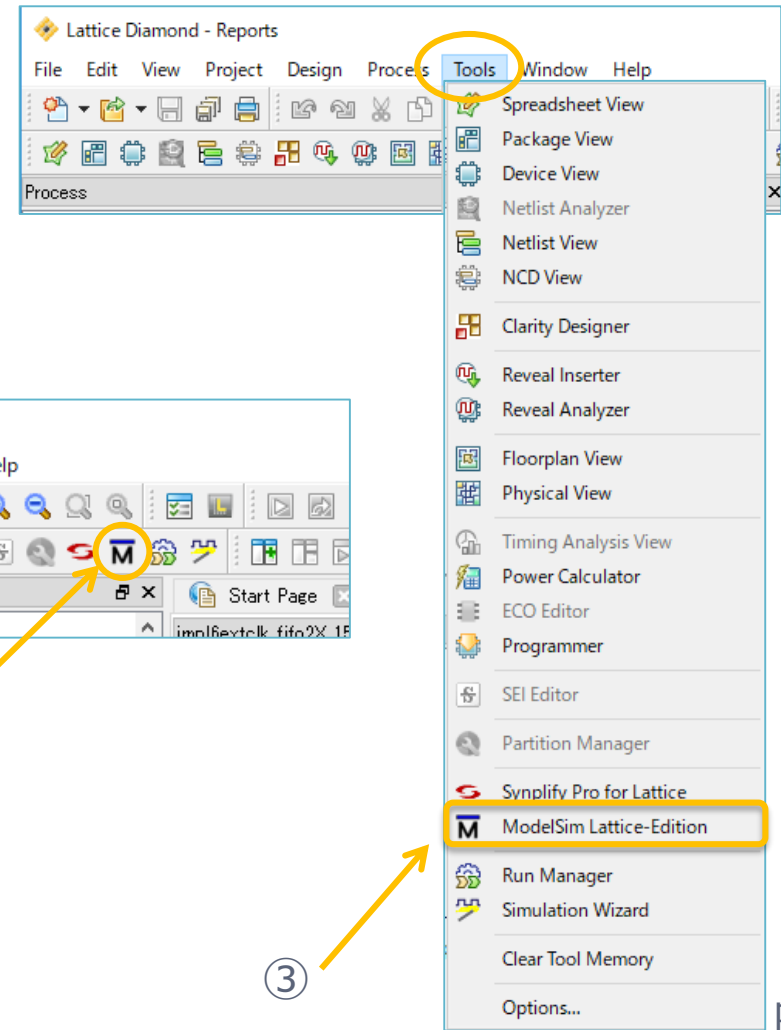 Lattice Diamond - Reports
File Edit View Project Design Process Tools Window Help
Process
Spreadsheet View
Package View
Device View
Netlist Analyzer
Netlist View
NCD View
Clarity Designer
Reveal Inserter
Reveal Analyzer
Floorplan View
Physical View
Timing Analysis View
Power Calculator
ECO Editor
Programmer
SEI Editor
Partition Manager
Synplify Pro for Lattice
ModelSim Lattice-Edition
Run Manager
Simulation Wizard
Clear Tool Memory
Options...
elp
Start Page
③